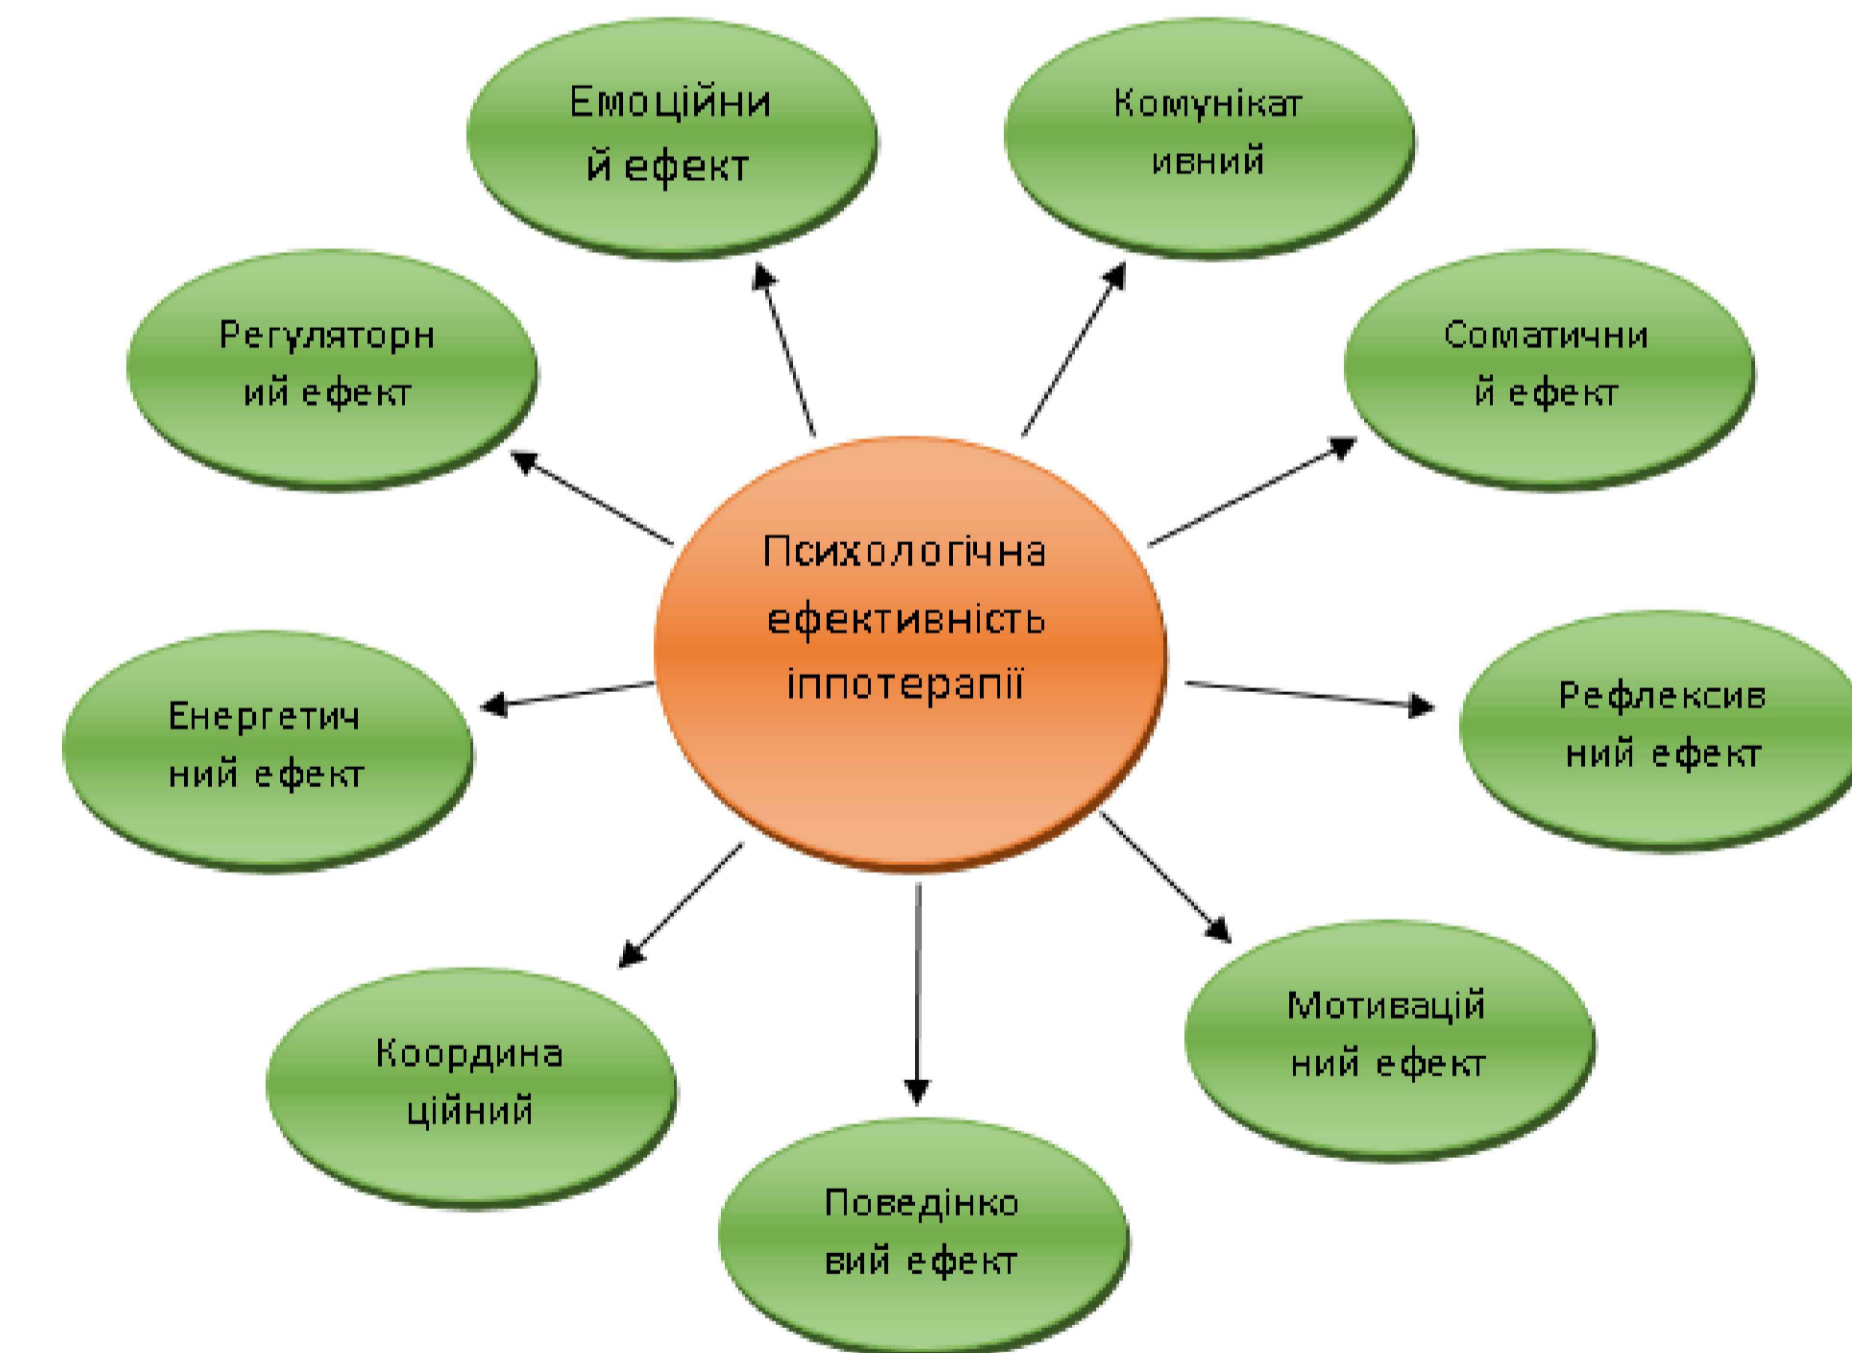 Емоційни
й ефект
Комунікат
ивний
Регуляторн
ий ефект
Соматични
й ефект
Психологічна
ефективність
іппотерапії
Енергетич
ний ефект
Рефлексив
ний ефект
Координа
ційний
Мотивацій
ний ефект
Поведінко
вий ефект